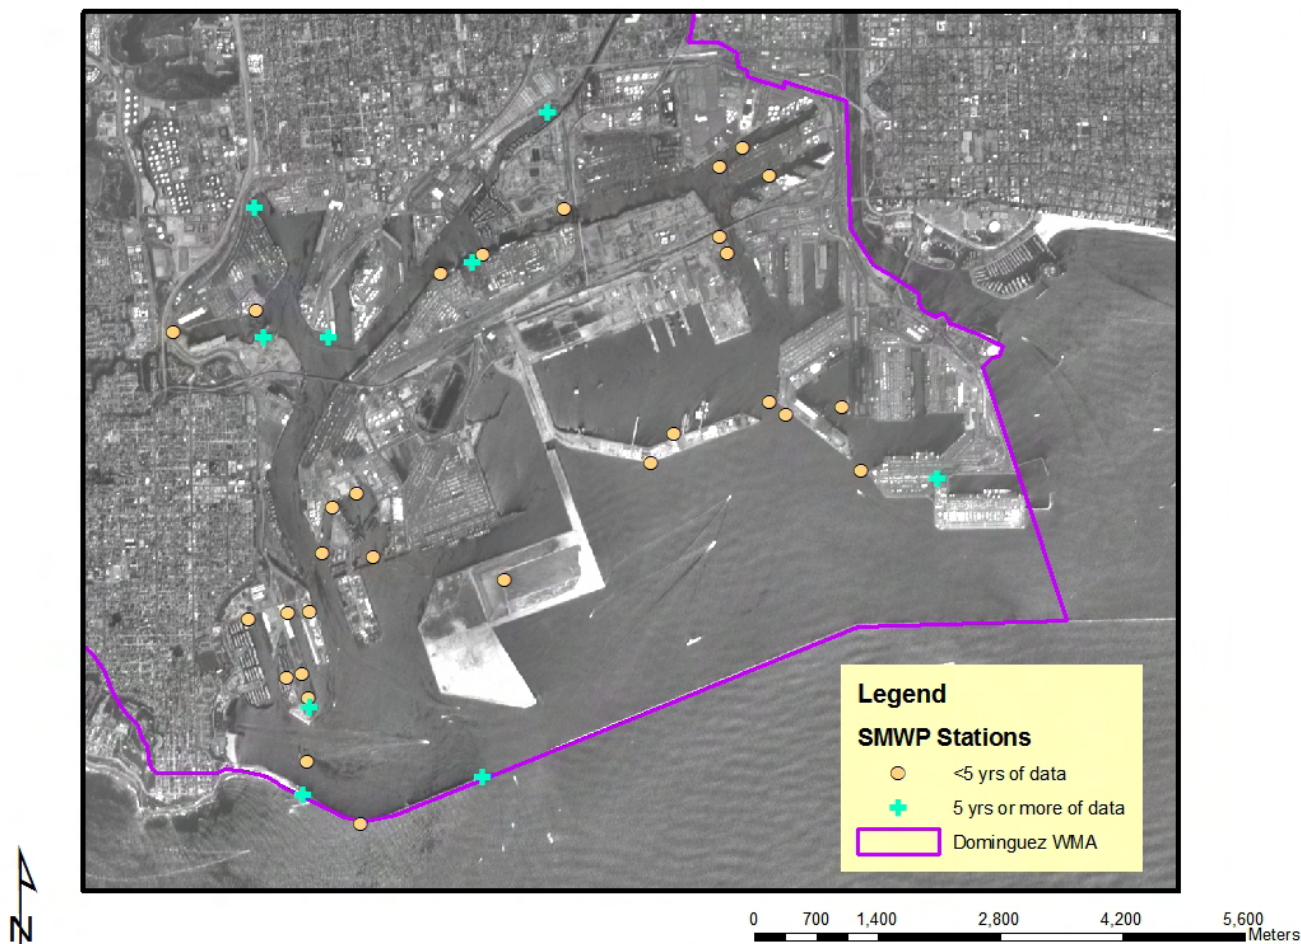 Legend
SMWP Stations
<5 yrs of data
5 yrs or more of data
Dominguez WMA
N
0 700 1,400 2,800 4,200 5,600
Meters